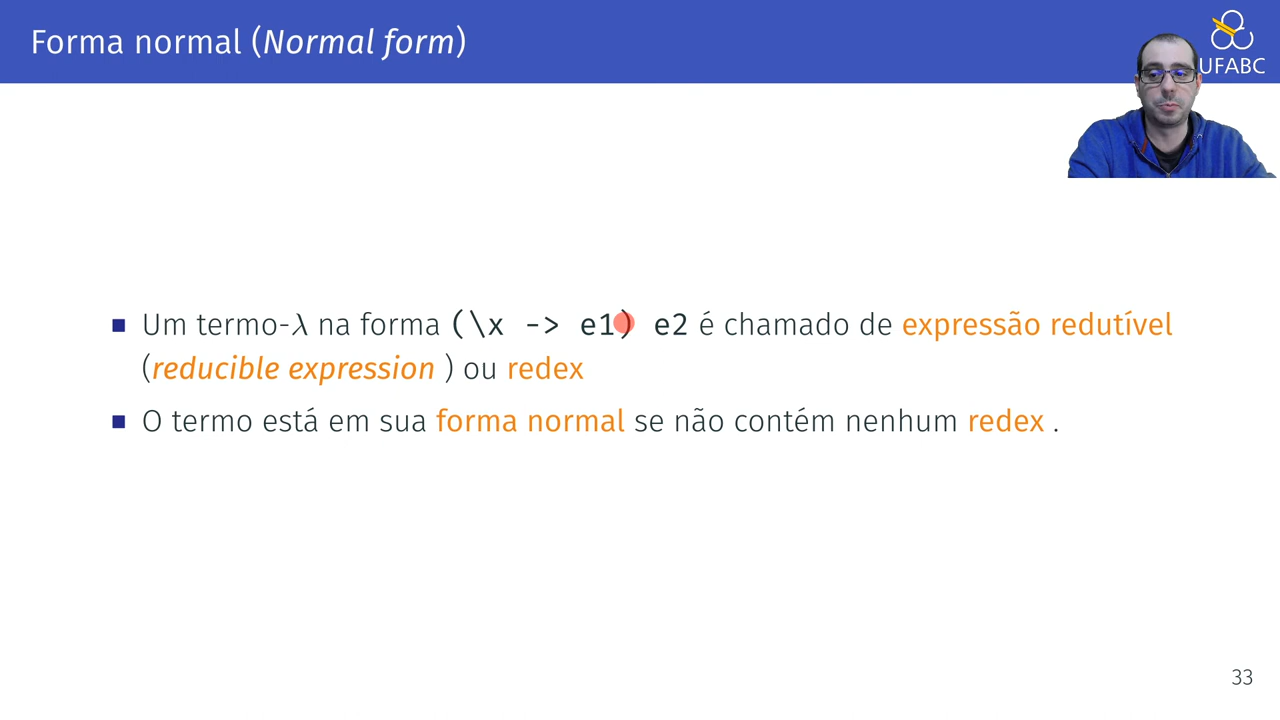 Forma normal (Normal form)
UFABC
■ Um termo-λ na forma (\x -> e1) e2 é chamado de expressão redutível
(reducible expression ) ou redex
■ O termo está em sua forma normal se não contém nenhum redex .
33